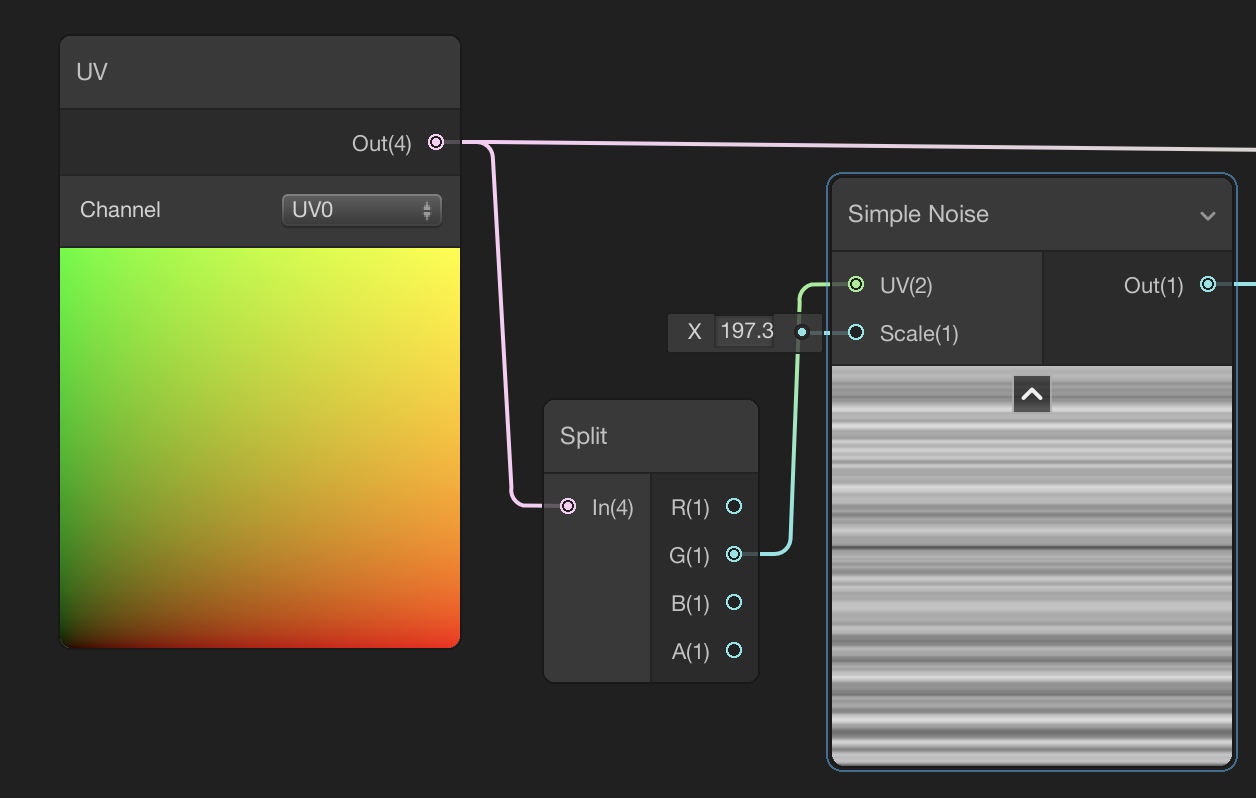 UV
Out(4)
Channel UV0
Simple Noise
UV(2) Out(1)
X 197.3 Scale(1)
Split
In(4) R(1)
G(1)
B(1)
A(1)